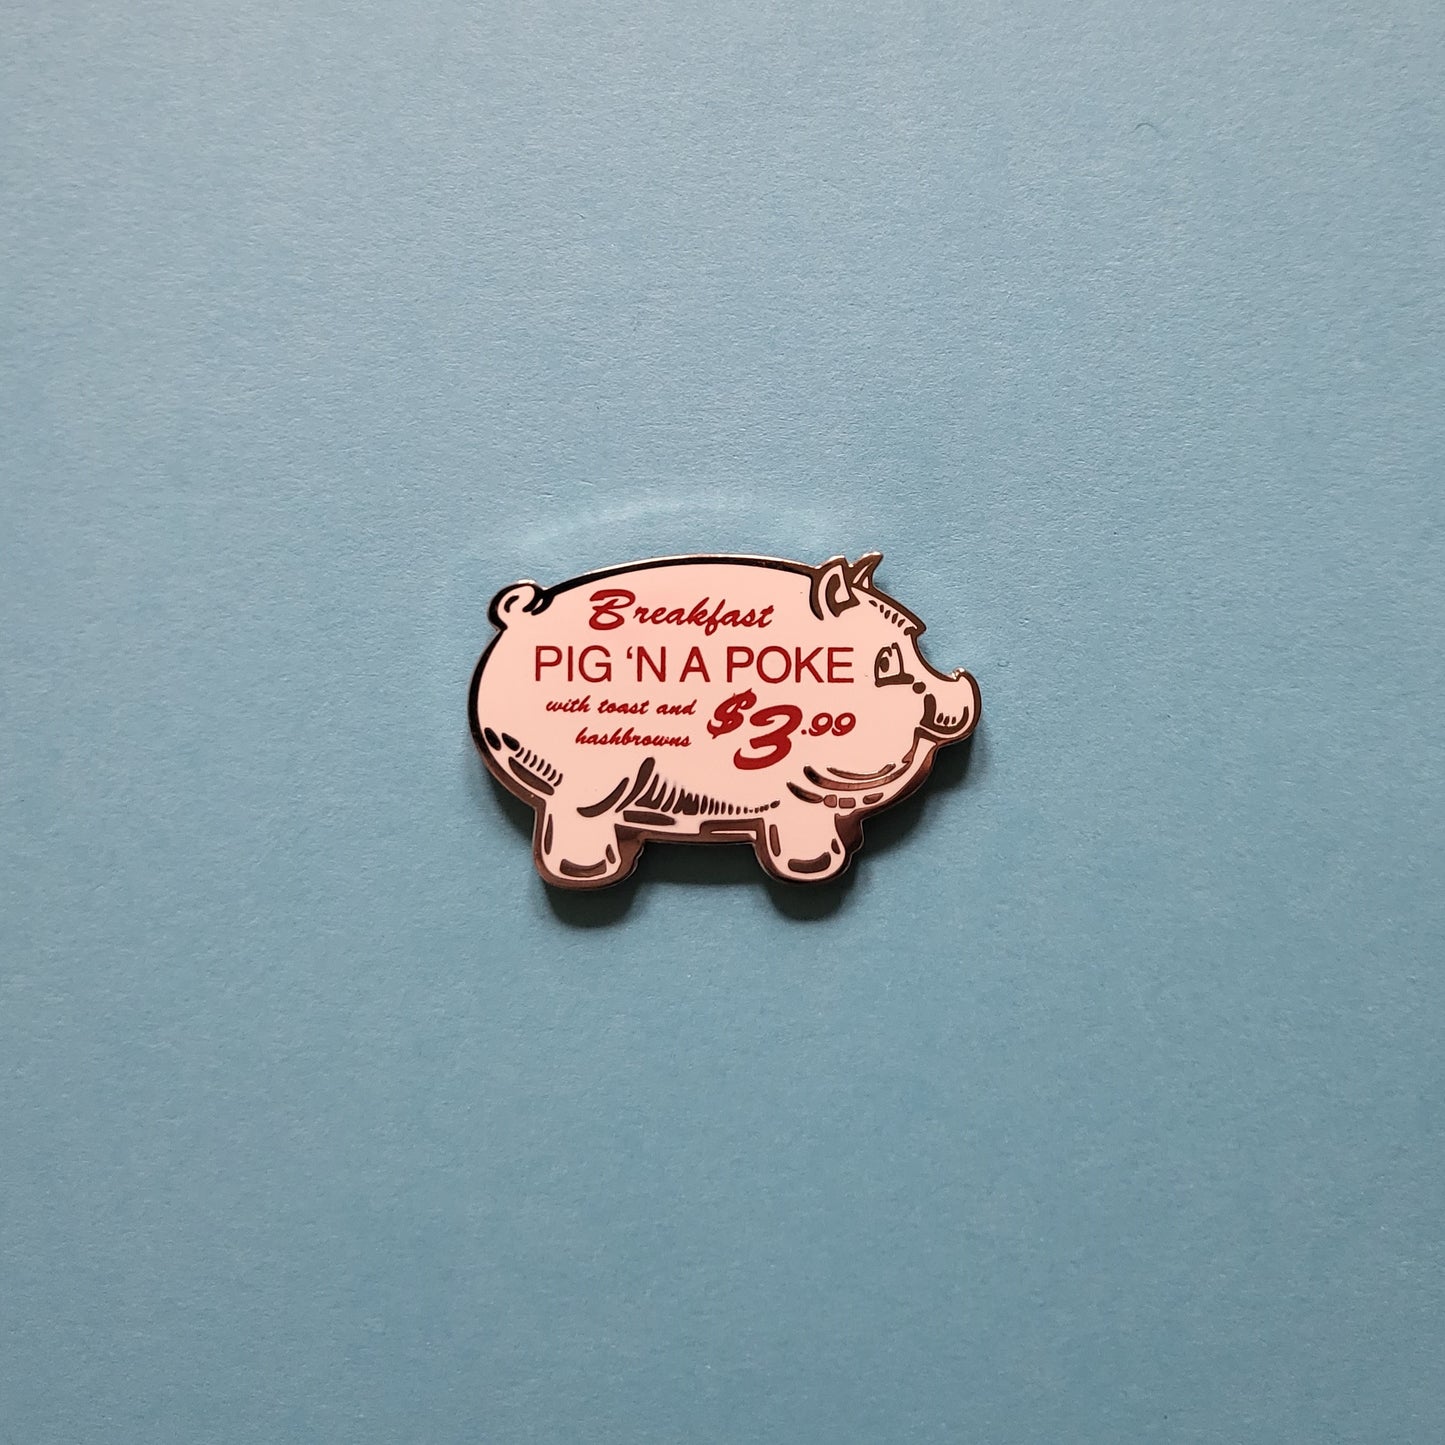 Breakfast
PIG 'N A POKE
with toast and
hashbrowns
$3.99